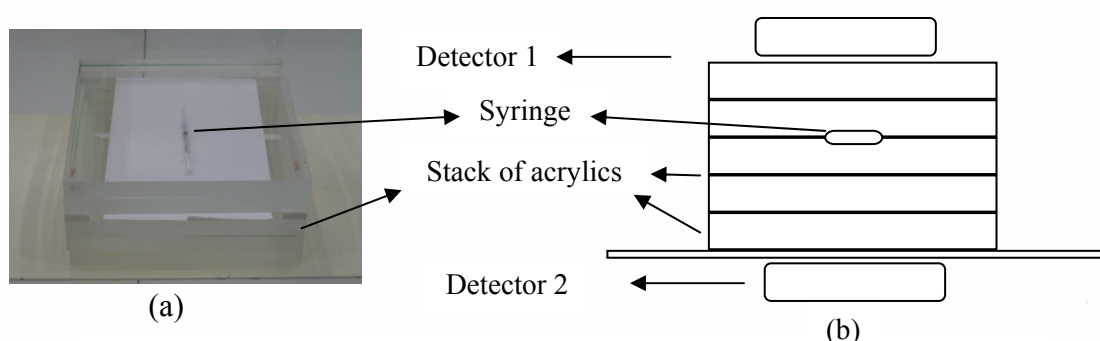 Detector 1
Syringe
Stack of acrylics
Detector 2
(a)
(b)